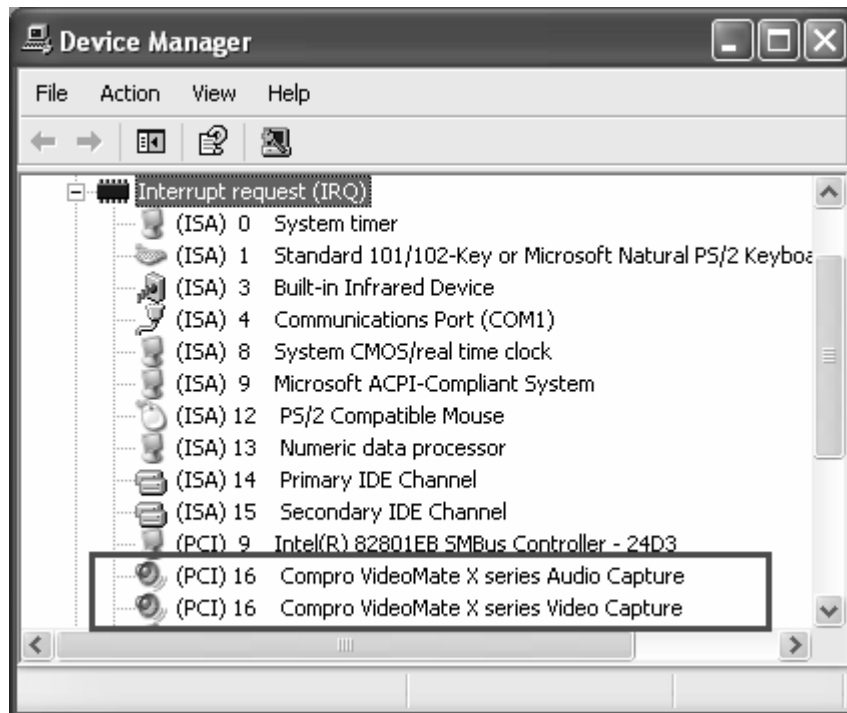 Device Manager
File Action View Help
Interrupt request (IRQ)
(ISA) 0 System timer
(ISA) 1 Standard 101/102-Key or Microsoft Natural PS/2 Keyboa
(ISA) 3 Built-in Infrared Device
(ISA) 4 Communications Port (COM1)
(ISA) 8 System CMOS/real time clock
(ISA) 9 Microsoft ACPI-Compliant System
(ISA) 12 PS/2 Compatible Mouse
(ISA) 13 Numeric data processor
(ISA) 14 Primary IDE Channel
(ISA) 15 Secondary IDE Channel
(PCI) 9 Intel(R) 82801EB SMBus Controller - 24D3
(PCI) 16 Compro VideoMate X series Audio Capture
(PCI) 16 Compro VideoMate X series Video Capture